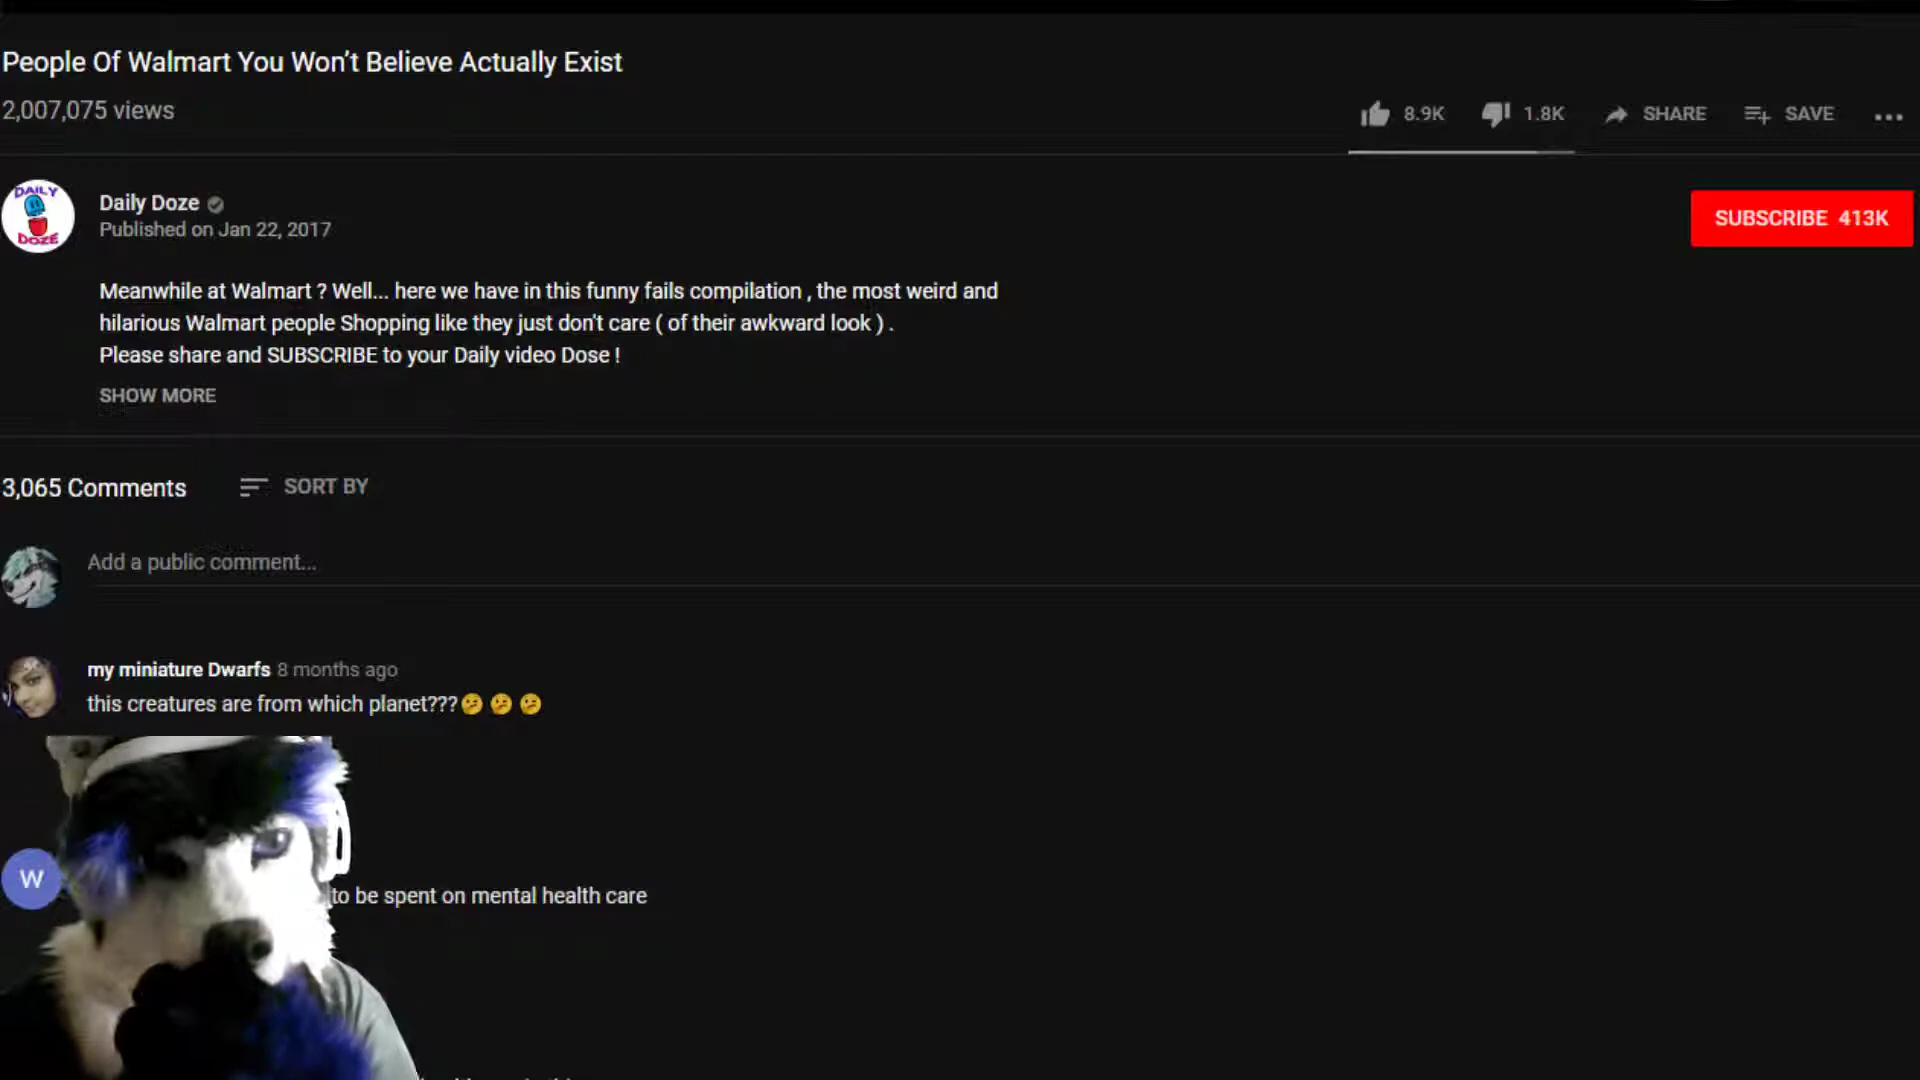 People Of Walmart You Won't Believe Actually Exist
2,007,075 views
8.9K
1.8K
SHARE
SAVE
DAILY
DOZE
Daily Doze
Published on Jan 22, 2017
SUBSCRIBE 413K
Meanwhile at Walmart ? Well... here we have in this funny fails compilation , the most weird and
hilarious Walmart people Shopping like they just don't care ( of their awkward look ) .
Please share and SUBSCRIBE to your Daily video Dose !
SHOW MORE
3,065 Comments
SORT BY
Add a public comment...
my miniature Dwarfs 8 months ago
this creatures are from which planet???🤔 🤔 🤔
W
to be spent on mental health care